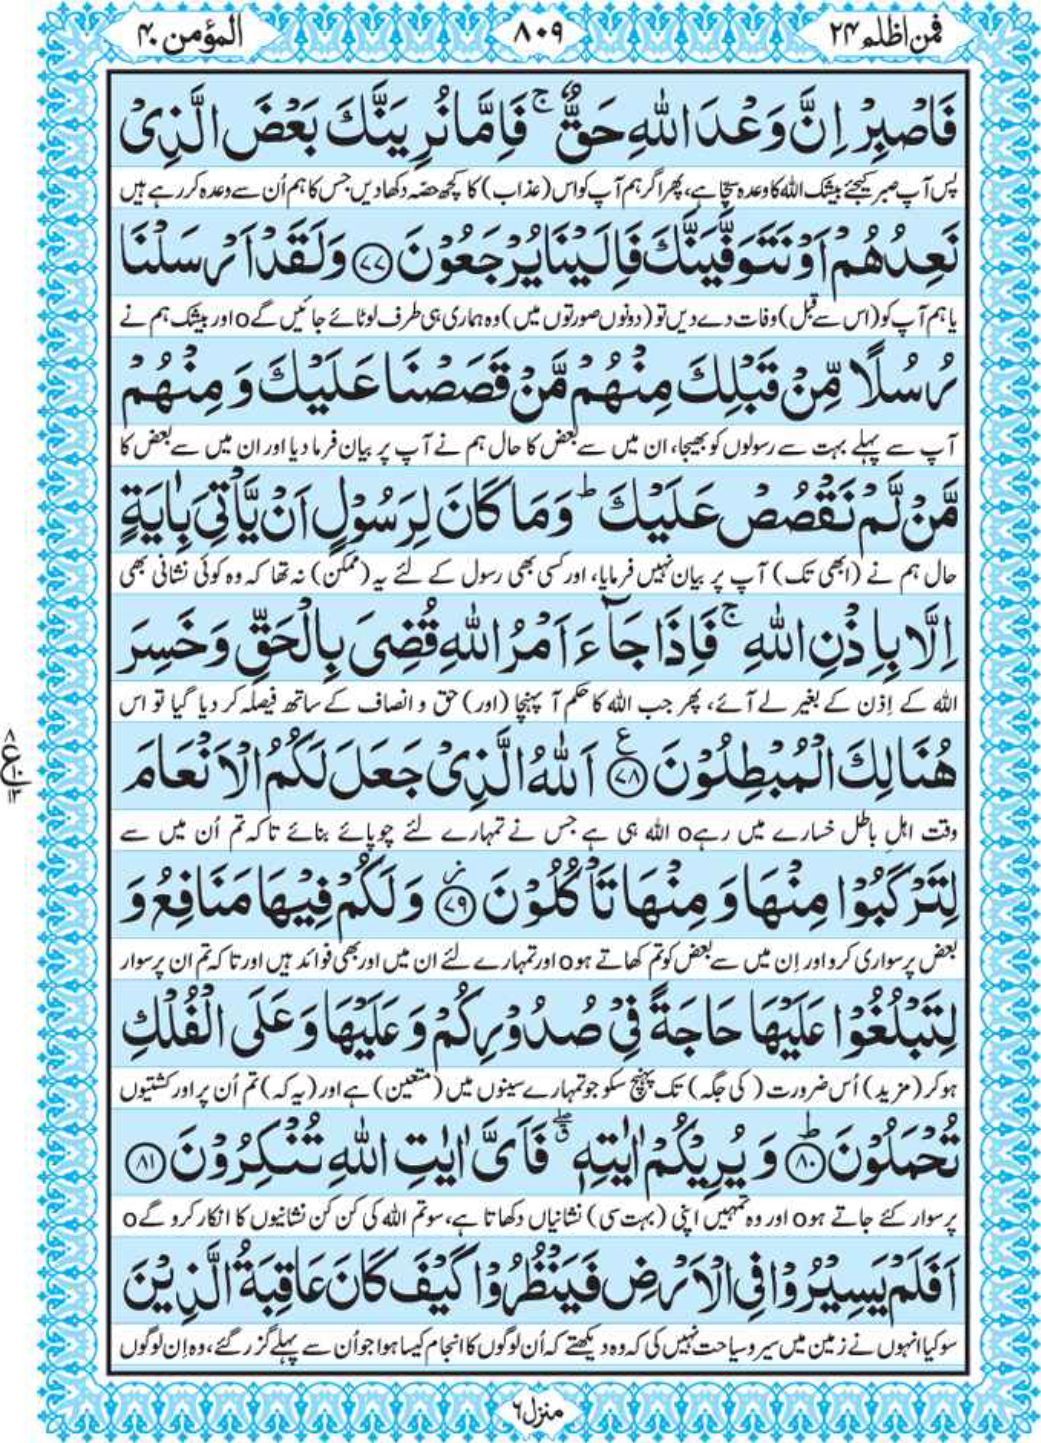 فمن اظلم ۲۴
۸۰۹
المؤمن ۴۰
فَاصْبِرْ اِنَّ وَعْدَ اللّٰهِ حَقٌّ ۚ فَاِمَّا نُرِیَنَّكَ بَعْضَ الَّذِیْ
پس آپ صبر کیجئے بیشک اللہ کا وعدہ سچا ہے، پھر اگر ہم آپ کو اس (عذاب) کا کچھ حصّہ دکھا دیں جس کا ہم اُن سے وعدہ کر رہے ہیں
نَعِدُهُمْ اَوْ نَتَوَفَّیَنَّكَ فَاِلَیْنَا یُرْجَعُوْنَ ﴿۷۷﴾ وَلَقَدْ اَرْسَلْنَا
یا ہم آپ کو (اس سے قبل) وفات دے دیں تو (دونوں صورتوں میں) وہ ہماری ہی طرف لوٹائے جائیں گے o اور بیشک ہم نے
رُسُلًا مِّنْ قَبْلِكَ مِنْهُمْ مَّنْ قَصَصْنَا عَلَیْكَ وَ مِنْهُمْ
آپ سے پہلے بہت سے رسولوں کو بھیجا، ان میں سے بعض کا حال ہم نے آپ پر بیان فرما دیا اور ان میں سے بعض کا
مَّنْ لَّمْ نَقْصُصْ عَلَیْكَ ؕ وَمَا كَانَ لِرَسُوْلٍ اَنْ یَّاْتِیَ بِاٰیَةٍ
حال ہم نے (ابھی تک) آپ پر بیان نہیں فرمایا، اور کسی بھی رسول کے لئے یہ (ممکن) نہ تھا کہ وہ کوئی نشانی بھی
اِلَّا بِاِذْنِ اللّٰهِ ۚ فَاِذَا جَآءَ اَمْرُ اللّٰهِ قُضِیَ بِالْحَقِّ وَخَسِرَ
اللہ کے اِذن کے بغیر لے آئے، پھر جب اللہ کا حکم آ پہنچا (اور) حق و انصاف کے ساتھ فیصلہ کر دیا گیا تو اس
هُنَالِكَ الْمُبْطِلُوْنَ ﴿۷۸﴾ ع اَللّٰهُ الَّذِیْ جَعَلَ لَكُمُ الْاَنْعَامَ
۸ ع ۱۰ ۱۳
وقت اہلِ باطل خسارے میں رہے o اللہ ہی ہے جس نے تمہارے لئے چوپائے بنائے تاکہ تم اُن میں سے
لِتَرْكَبُوْا مِنْهَا وَ مِنْهَا تَاْكُلُوْنَ ﴿۷۹﴾ وَلَكُمْ فِیْهَا مَنَافِعُ وَ
بعض پر سواری کرو اور اِن میں سے بعض کو تم کھاتے ہو o اور تمہارے لئے ان میں اور بھی فوائد ہیں اور تاکہ تم ان پر سوار
لِتَبْلُغُوْا عَلَیْهَا حَاجَةً فِیْ صُدُوْرِكُمْ وَعَلَیْهَا وَعَلَی الْفُلْكِ
ہو کر (مزید) اُس ضرورت (کی جگہ) تک پہنچ سکو جو تمہارے سینوں میں (متعین) ہے اور (یہ کہ) تم اُن پر اور کشتیوں
تُحْمَلُوْنَ ﴿۸۰﴾ ؕ وَ یُرِیْكُمْ اٰیٰتِهٖ ۖۗ فَاَیَّ اٰیٰتِ اللّٰهِ تُنْكِرُوْنَ ﴿۸۱﴾
پر سوار کئے جاتے ہو o اور وہ تمہیں اپنی (بہت سی) نشانیاں دکھاتا ہے، سو تم اللہ کی کن کن نشانیوں کا انکار کرو گے o
اَفَلَمْ یَسِیْرُوْا فِی الْاَرْضِ فَیَنْظُرُوْا كَیْفَ كَانَ عَاقِبَةُ الَّذِیْنَ
سو کیا انہوں نے زمین میں سیر و سیاحت نہیں کی کہ وہ دیکھتے کہ اُن لوگوں کا انجام کیسا ہوا جو اُن سے پہلے گزر گئے، وہ اِن لوگوں
منزل ۶